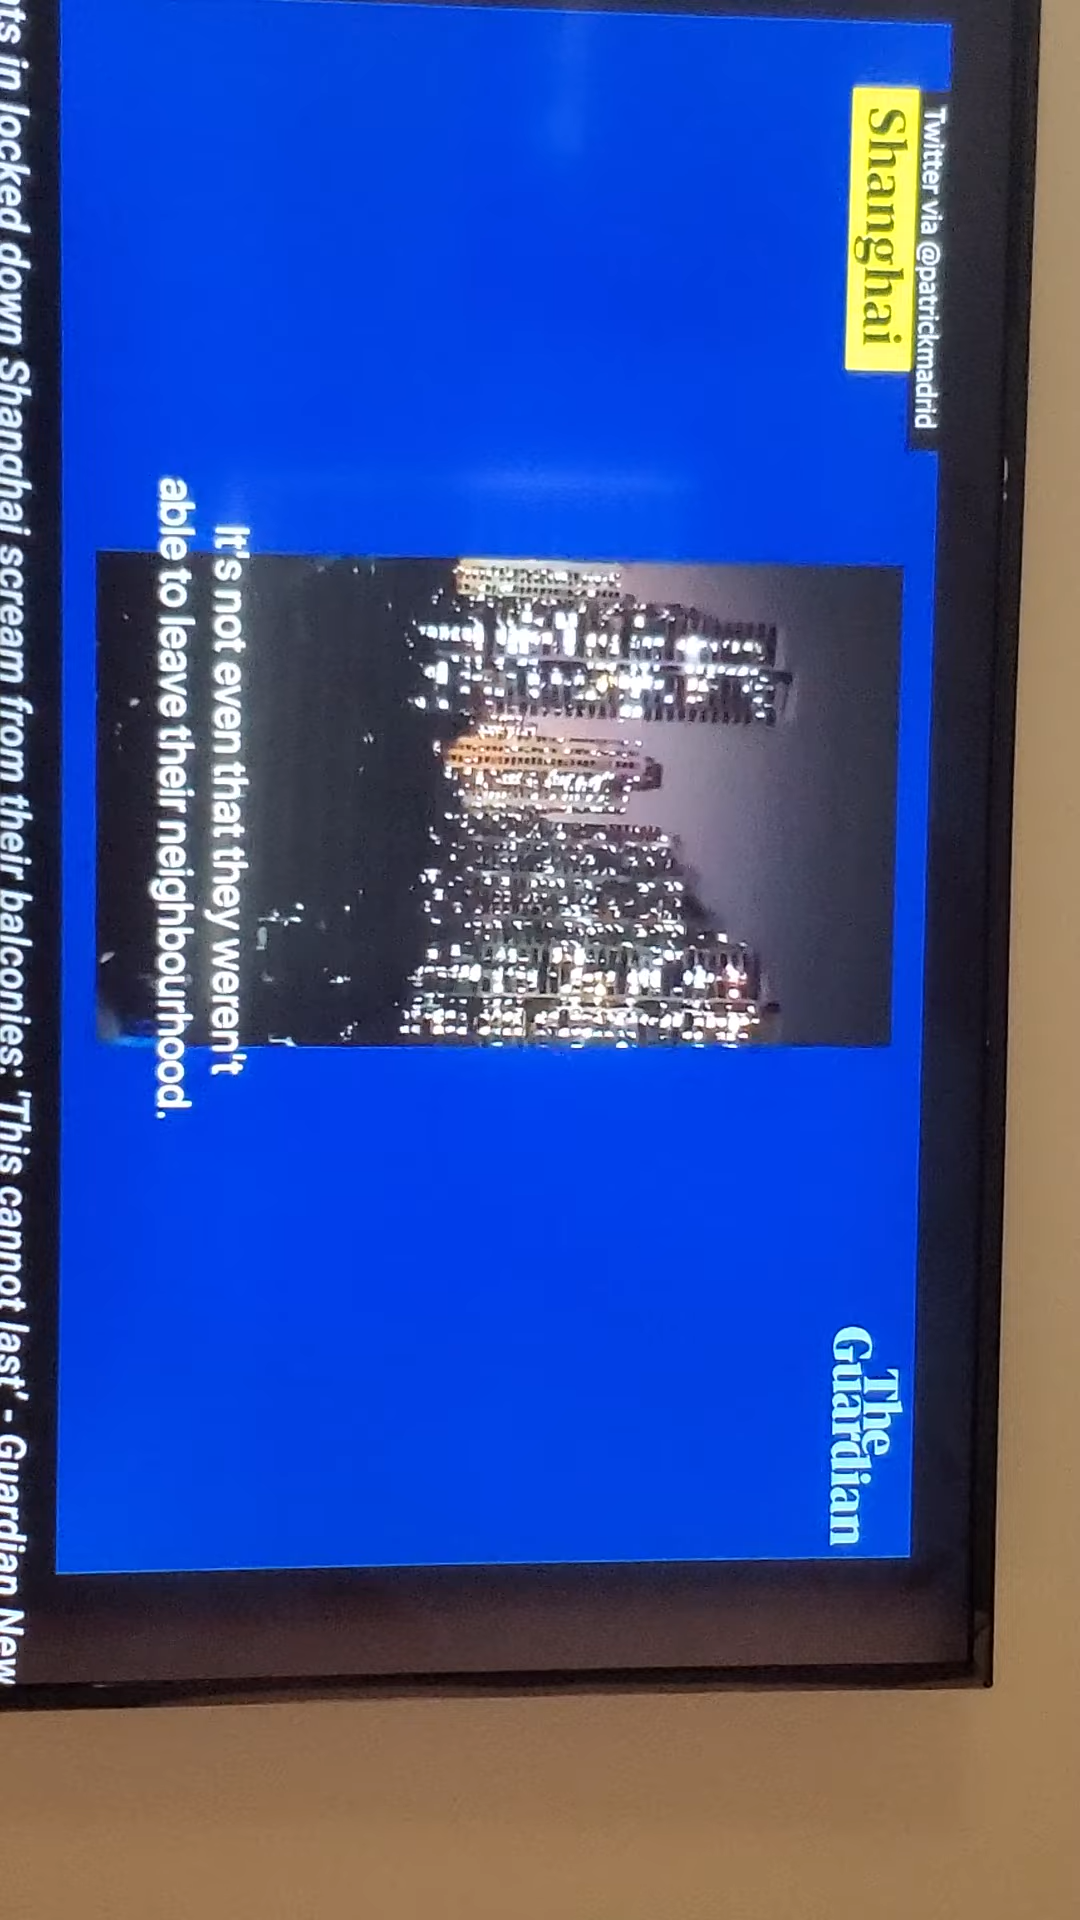 Twitter via @patrickmadrid
Shanghai
The
Guardian
It's not even that they weren't
able to leave their neighbourhood.
in locked down Shanghai scream from their balconies: 'This cannot last' - Guardian New